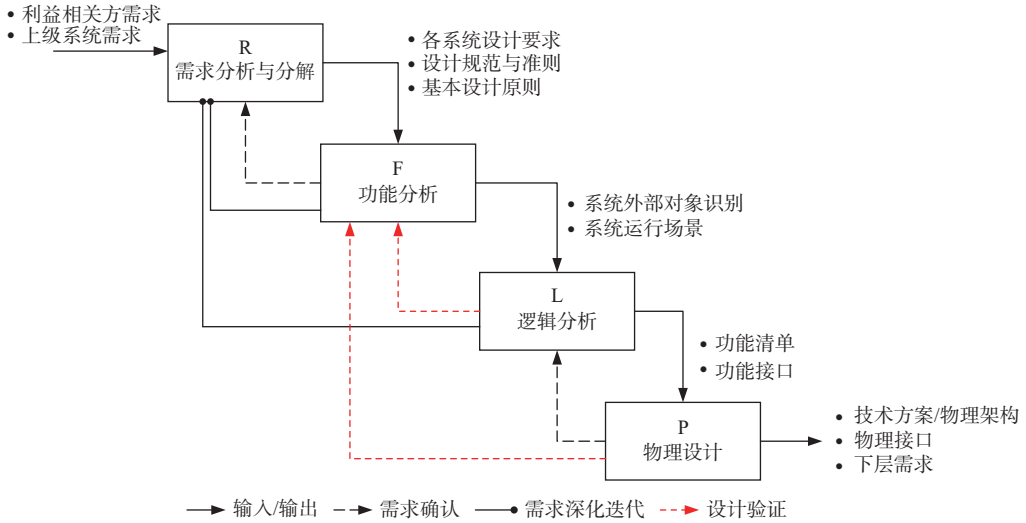 • 利益相关方需求
• 上级系统需求
R
需求分析与分解
• 各系统设计要求
• 设计规范与准则
• 基本设计原则
F
功能分析
• 系统外部对象识别
• 系统运行场景
L
逻辑分析
• 功能清单
• 功能接口
P
物理设计
• 技术方案/物理架构
• 物理接口
• 下层需求
输入/输出 需求确认 需求深化迭代 设计验证